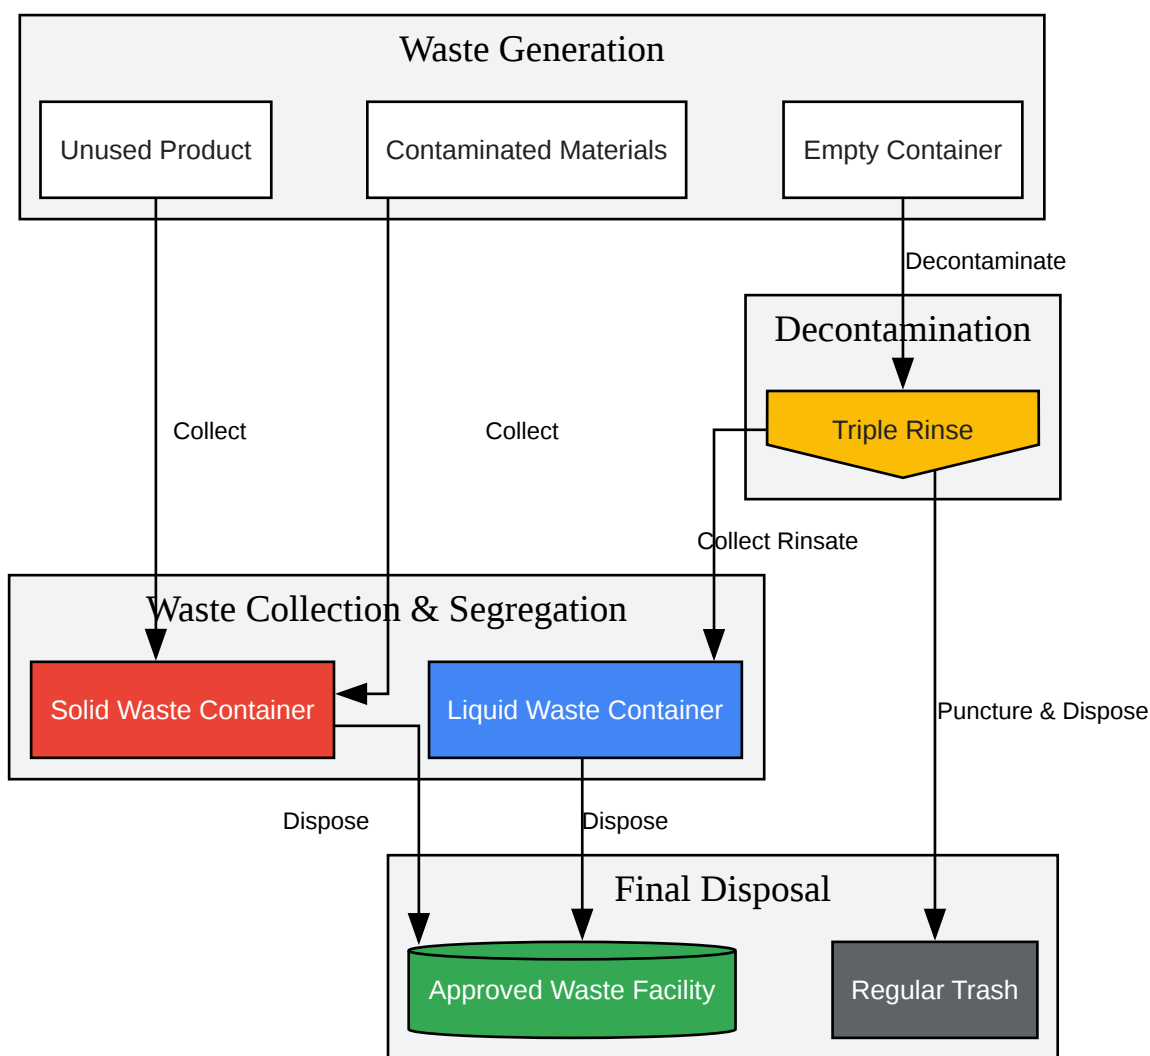 Waste Generation
Unused Product
Contaminated Materials
Empty Container
Decontaminate
Decontamination
Triple Rinse
Collect
Collect
Collect Rinsate
Waste Collection & Segregation
Solid Waste Container
Liquid Waste Container
Puncture & Dispose
Dispose
Dispose
Final Disposal
Approved Waste Facility
Regular Trash